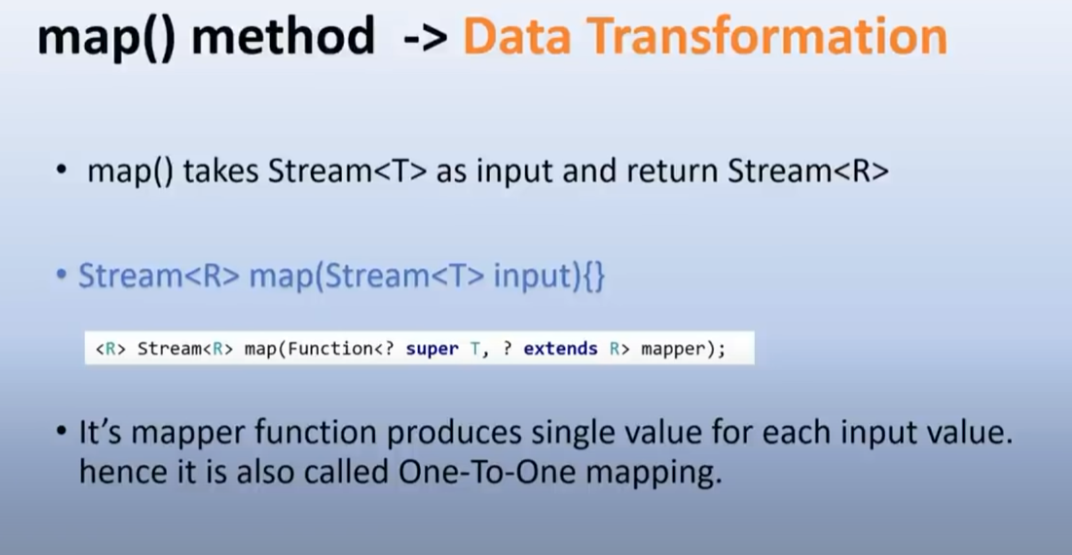 map() method -> Data Transformation
• map() takes Stream<T> as input and return Stream<R>
• Stream<R> map(Stream<T> input){}
<R> Stream<R> map(Function<? super T, ? extends R> mapper);
• It’s mapper function produces single value for each input value.
hence it is also called One-To-One mapping.